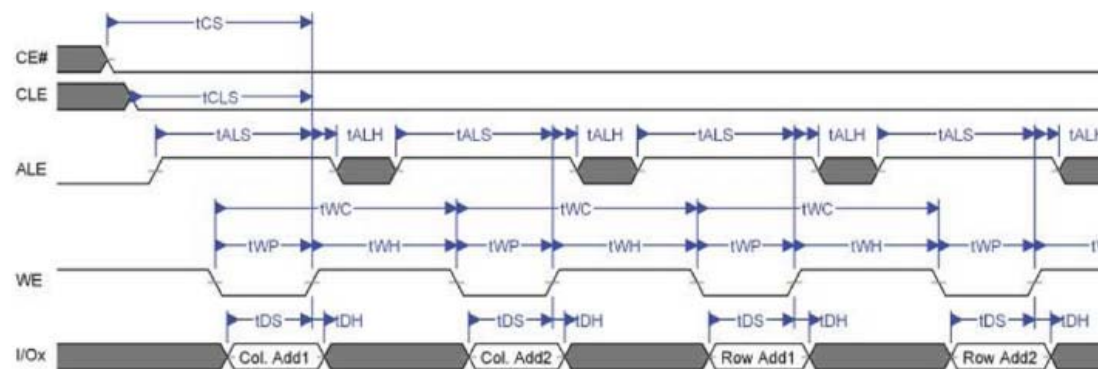 tCS
CE#
CLE tCLS
tALS tALH tALS tALH tALS tALH tALS tALH
ALE
tWC tWC tWC
tWP tWH tWP tWH tWP tWH tWP
WE
tDS tDH tDS tDH tDS tDH tDS tDH
I/Ox Col. Add1 Col. Add2 Row Add1 Row Add2